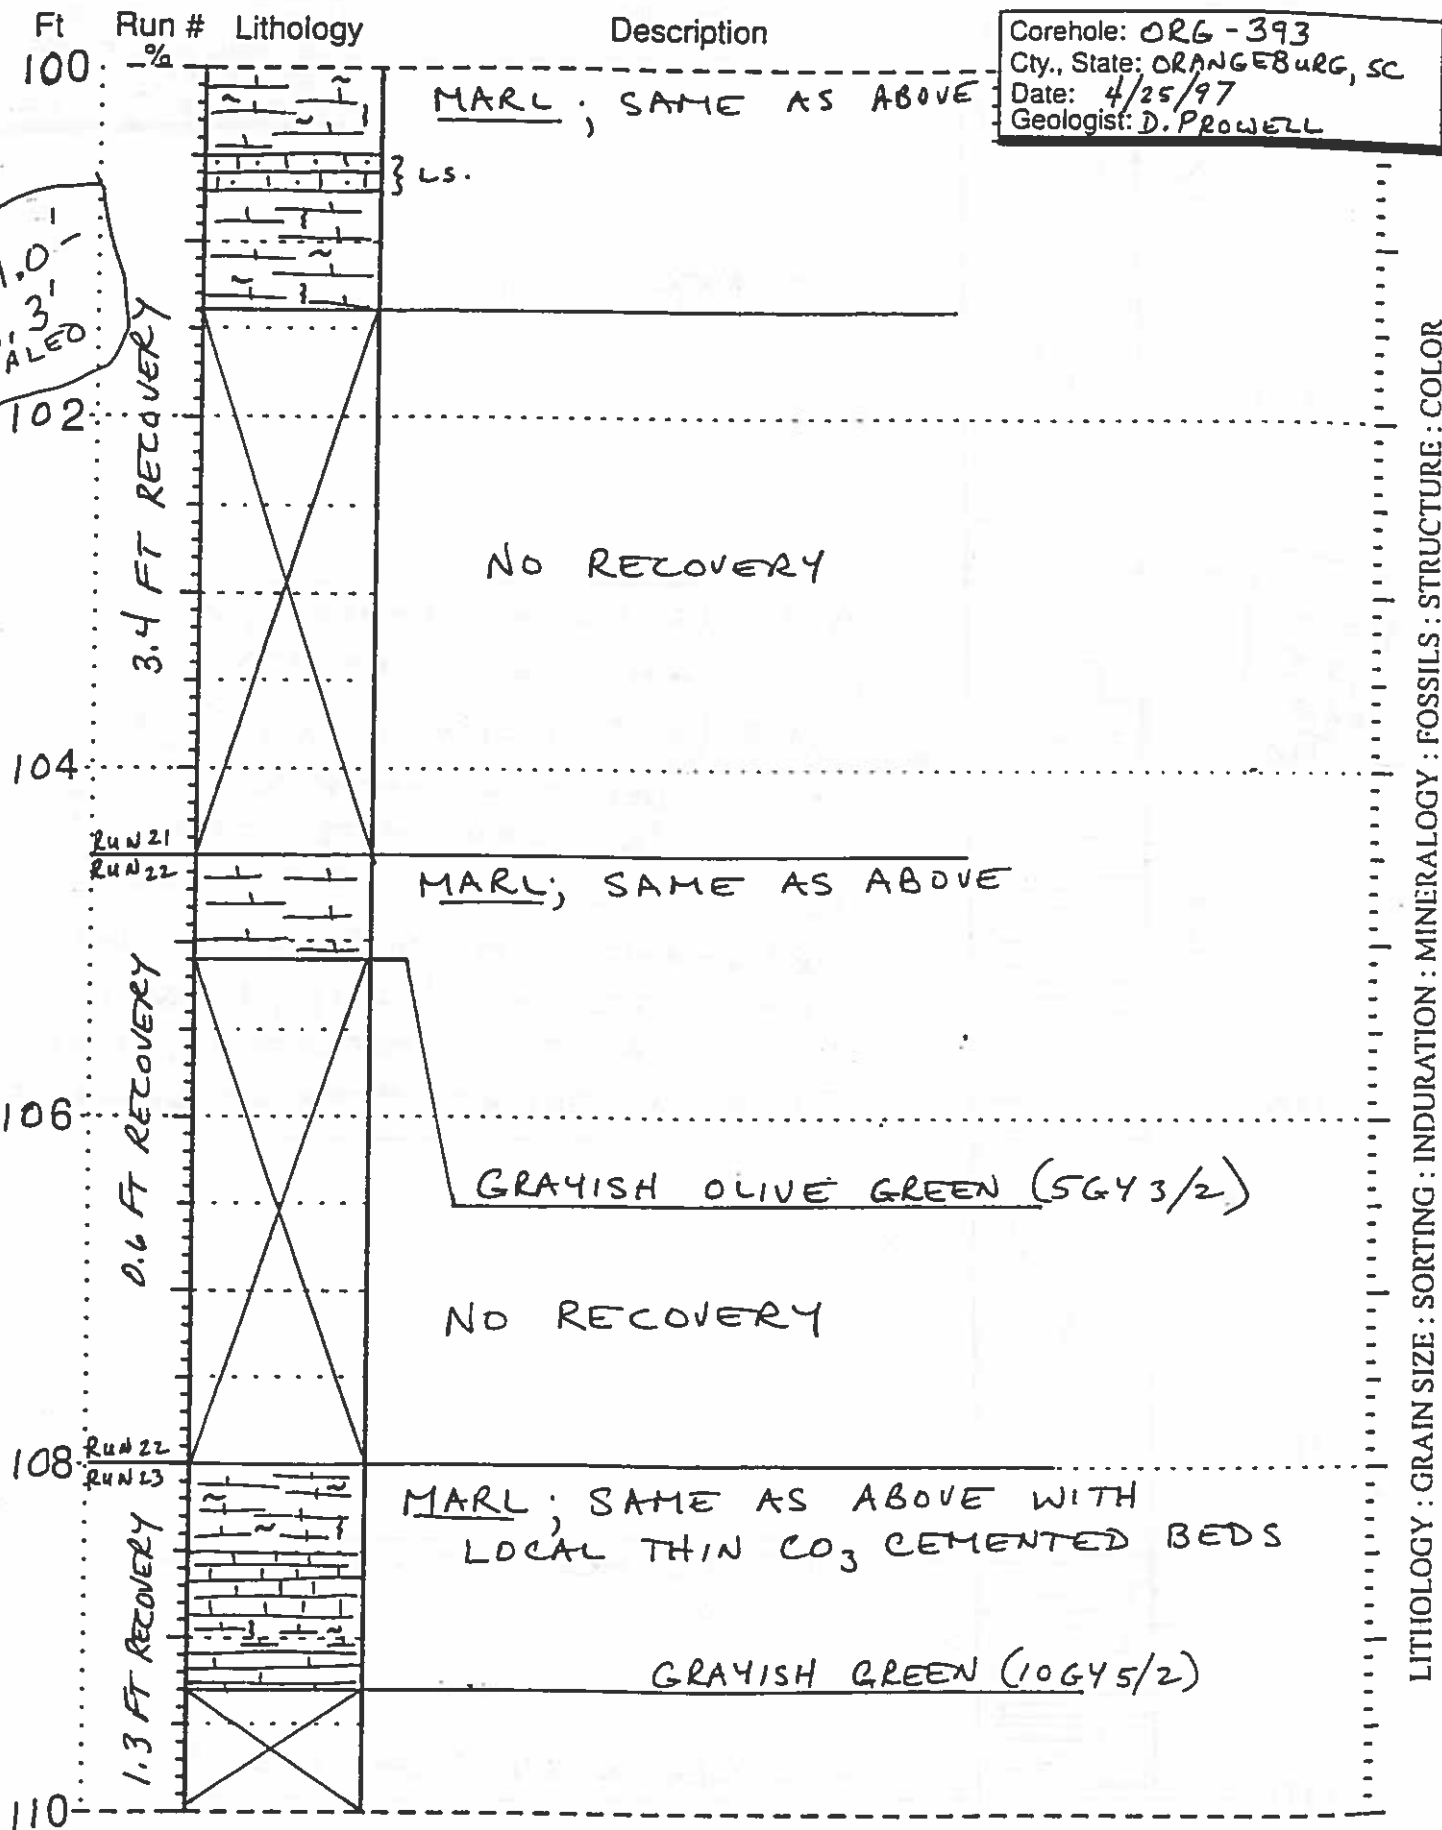 Ft Run # Lithology Description
-%
Corehole: ORG-393
Cty., State: ORANGEBURG, SC
Date: 4/25/97
Geologist: D. PROWELL
100
MARL; SAME AS ABOVE
} LS.
1.0'
3'
3.4 FT RECOVERY
102
NO RECOVERY
104
RUN 21
RUN 22
MARL; SAME AS ABOVE
0.6 FT RECOVERY
106
GRAYISH OLIVE GREEN (5GY 3/2)
NO RECOVERY
RUN 22
108
RUN 23
MARL; SAME AS ABOVE WITH
LOCAL THIN CO3 CEMENTED BEDS
1.3 FT RECOVERY
GRAYISH GREEN (10GY 5/2)
110
LITHOLOGY : GRAIN SIZE : SORTING : INDURATION : MINERALOGY : FOSSILS : STRUCTURE : COLOR